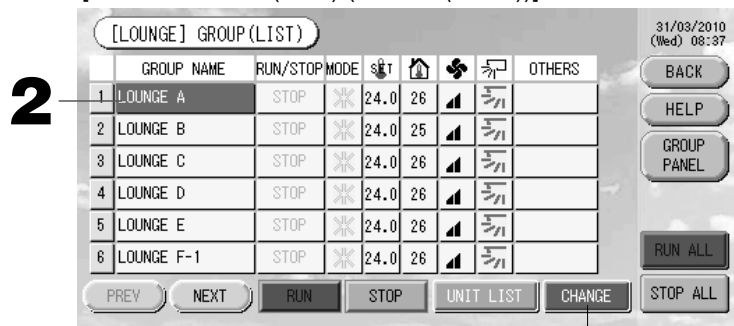 [LOUNGE] GROUP(LIST)
31/03/2010
(Wed) 08:37
GROUP NAME RUN/STOP MODE SET OTHERS
BACK
2
1 LOUNGE A STOP 24.0 26
HELP
2 LOUNGE B STOP 24.0 25
3 LOUNGE C STOP 24.0 26
GROUP
PANEL
4 LOUNGE D STOP 24.0 26
5 LOUNGE E STOP 24.0 26
6 LOUNGE F-1 STOP 24.0 26
RUN ALL
PREV NEXT RUN STOP UNIT LIST CHANGE STOP ALL